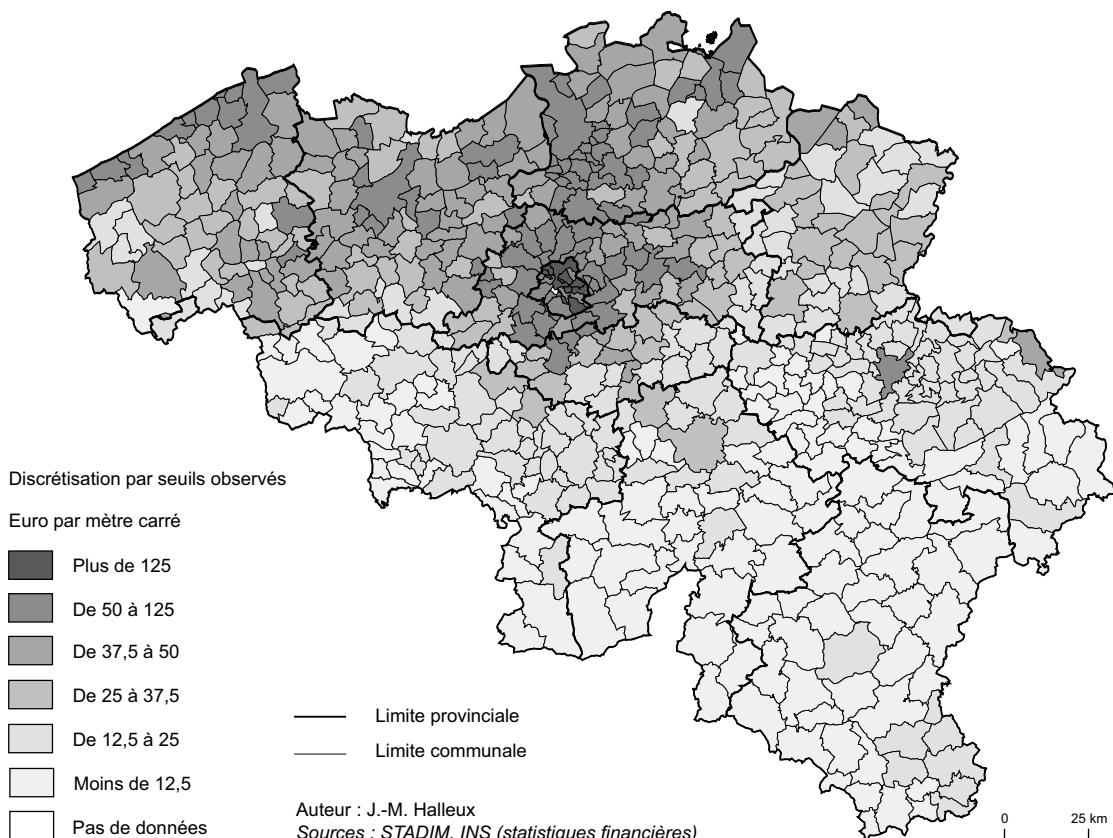 Discrétisation par seuils observés
Euro par mètre carré
Plus de 125
De 50 à 125
De 37,5 à 50
De 25 à 37,5
De 12,5 à 25
Moins de 12,5
Pas de données
Limite provinciale
Limite communale
Auteur : J.-M. Halleux
Sources : STADIM, INS (statistiques financières)
0 25 km